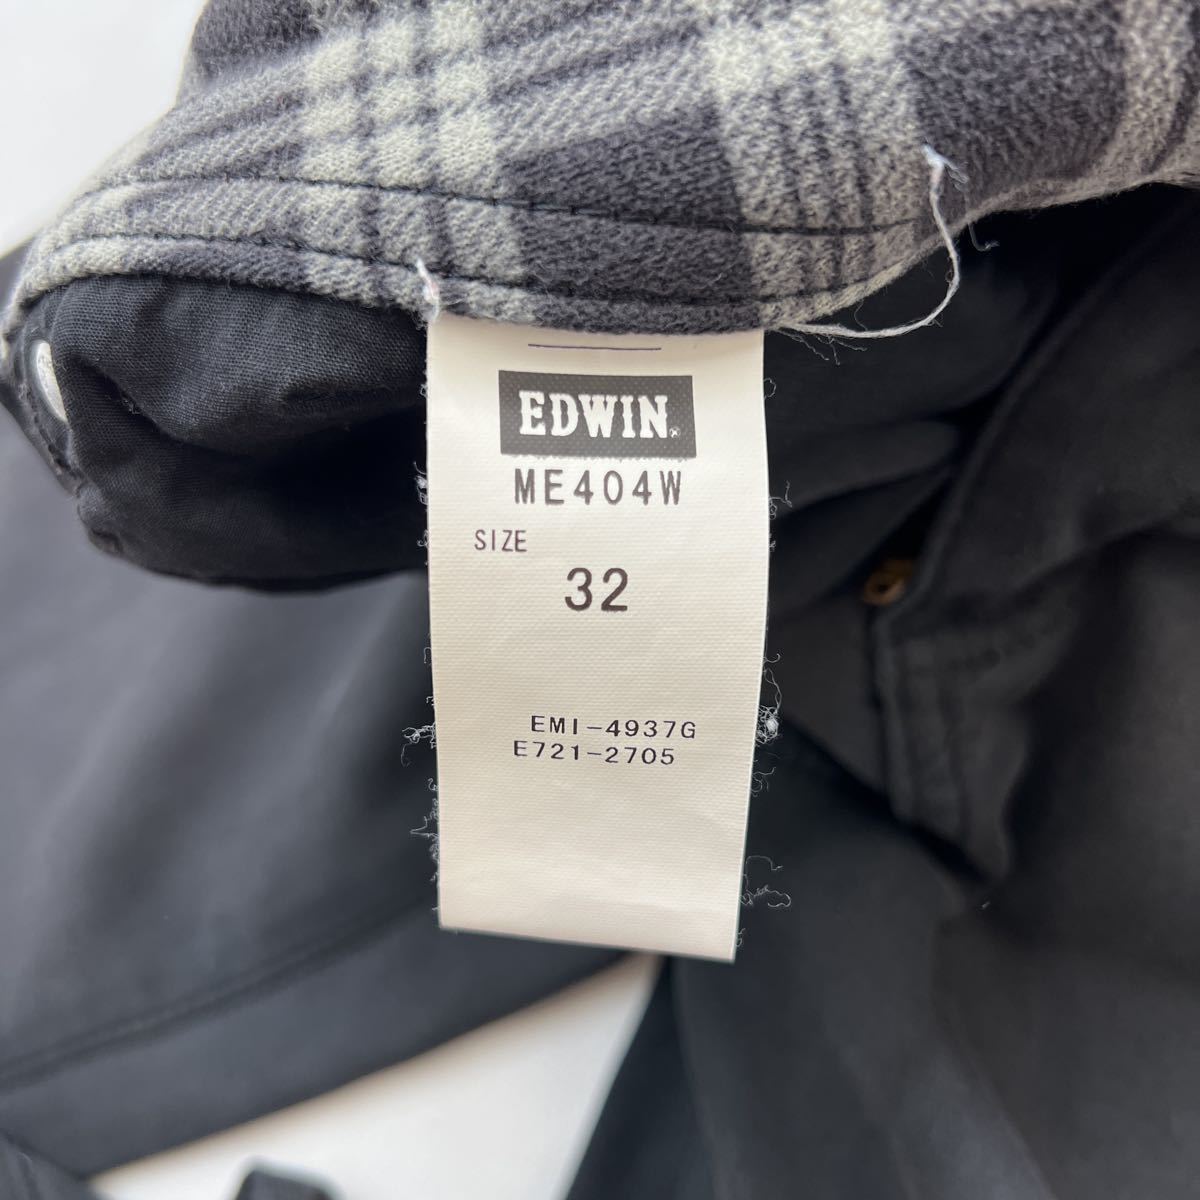 EDWIN
ME404W
SIZE
32
EMI-4937G
E721-2705